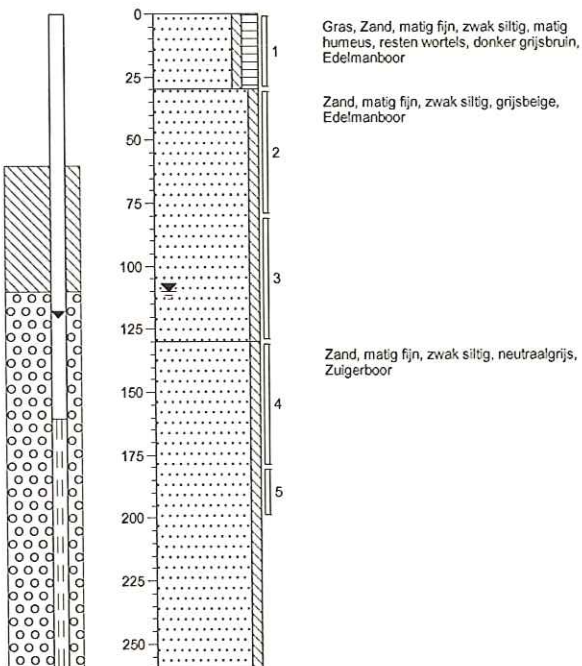 0
Gras, Zand, matig fijn, zwak siltig, matig
humeus, resten wortels, donker grijsbruin,
Edelmanboor
1
25
Zand, matig fijn, zwak siltig, grijsbeige,
Edelmanboor
50
2
75
100
3
125
Zand, matig fijn, zwak siltig, neutraalgrijs,
Zuigerboor
150
4
175
5
200
225
250